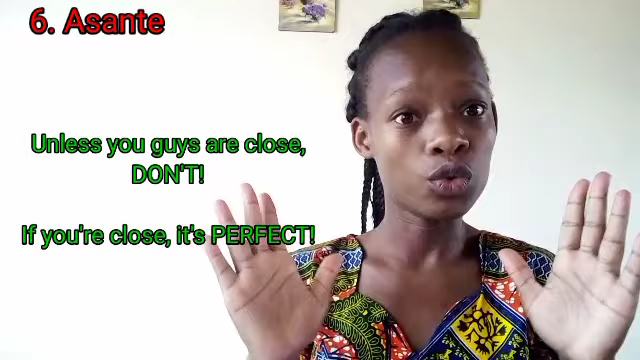 6. Asante
Unless you guys are close,
DON'T!
If you're close, it's PERFECT!